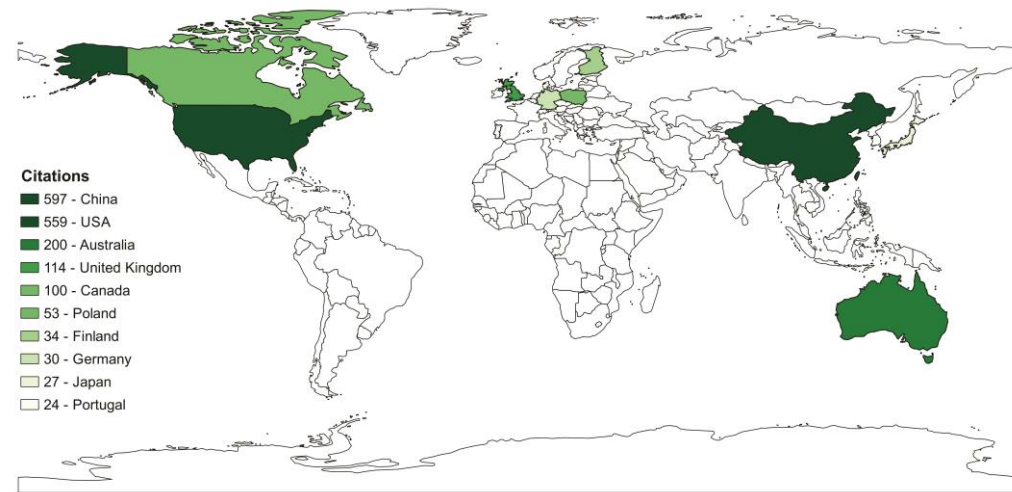 Citations
597 - China
559 - USA
200 - Australia
114 - United Kingdom
100 - Canada
53 - Poland
34 - Finland
30 - Germany
27 - Japan
24 - Portugal